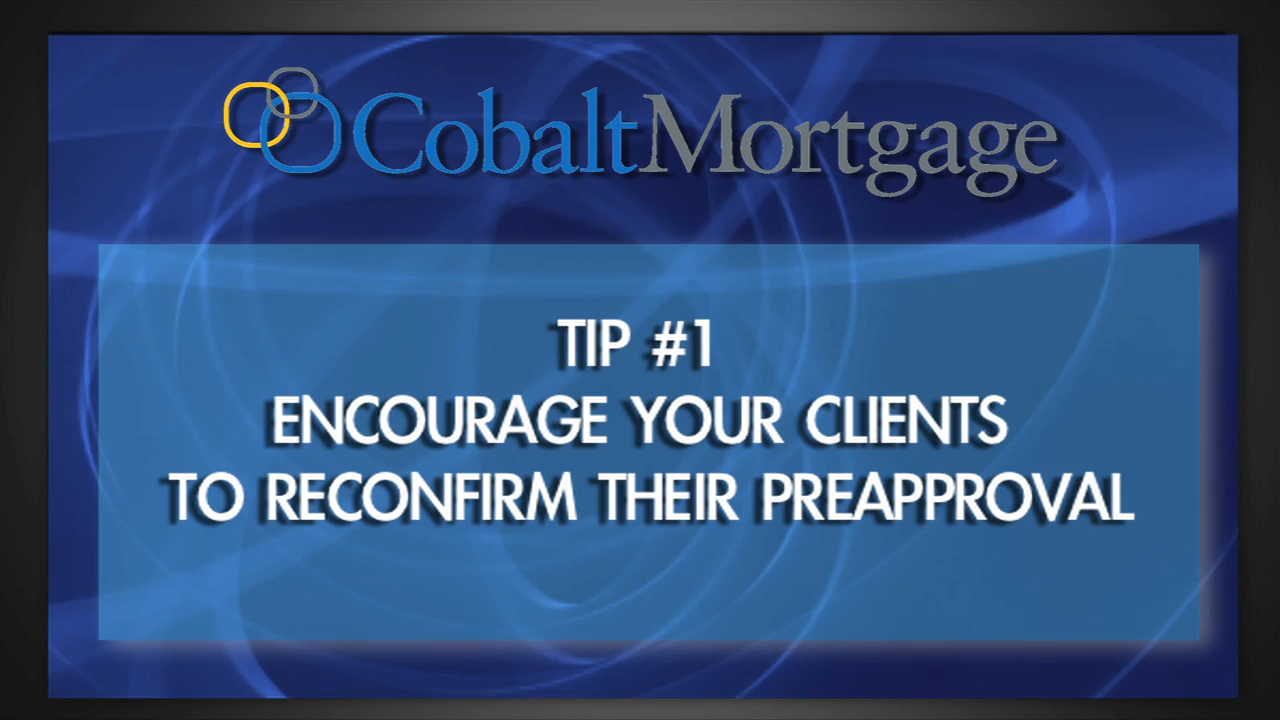 CobaltMortgage
TIP #1
ENCOURAGE YOUR CLIENTS
TO RECONFIRM THEIR PREAPPROVAL